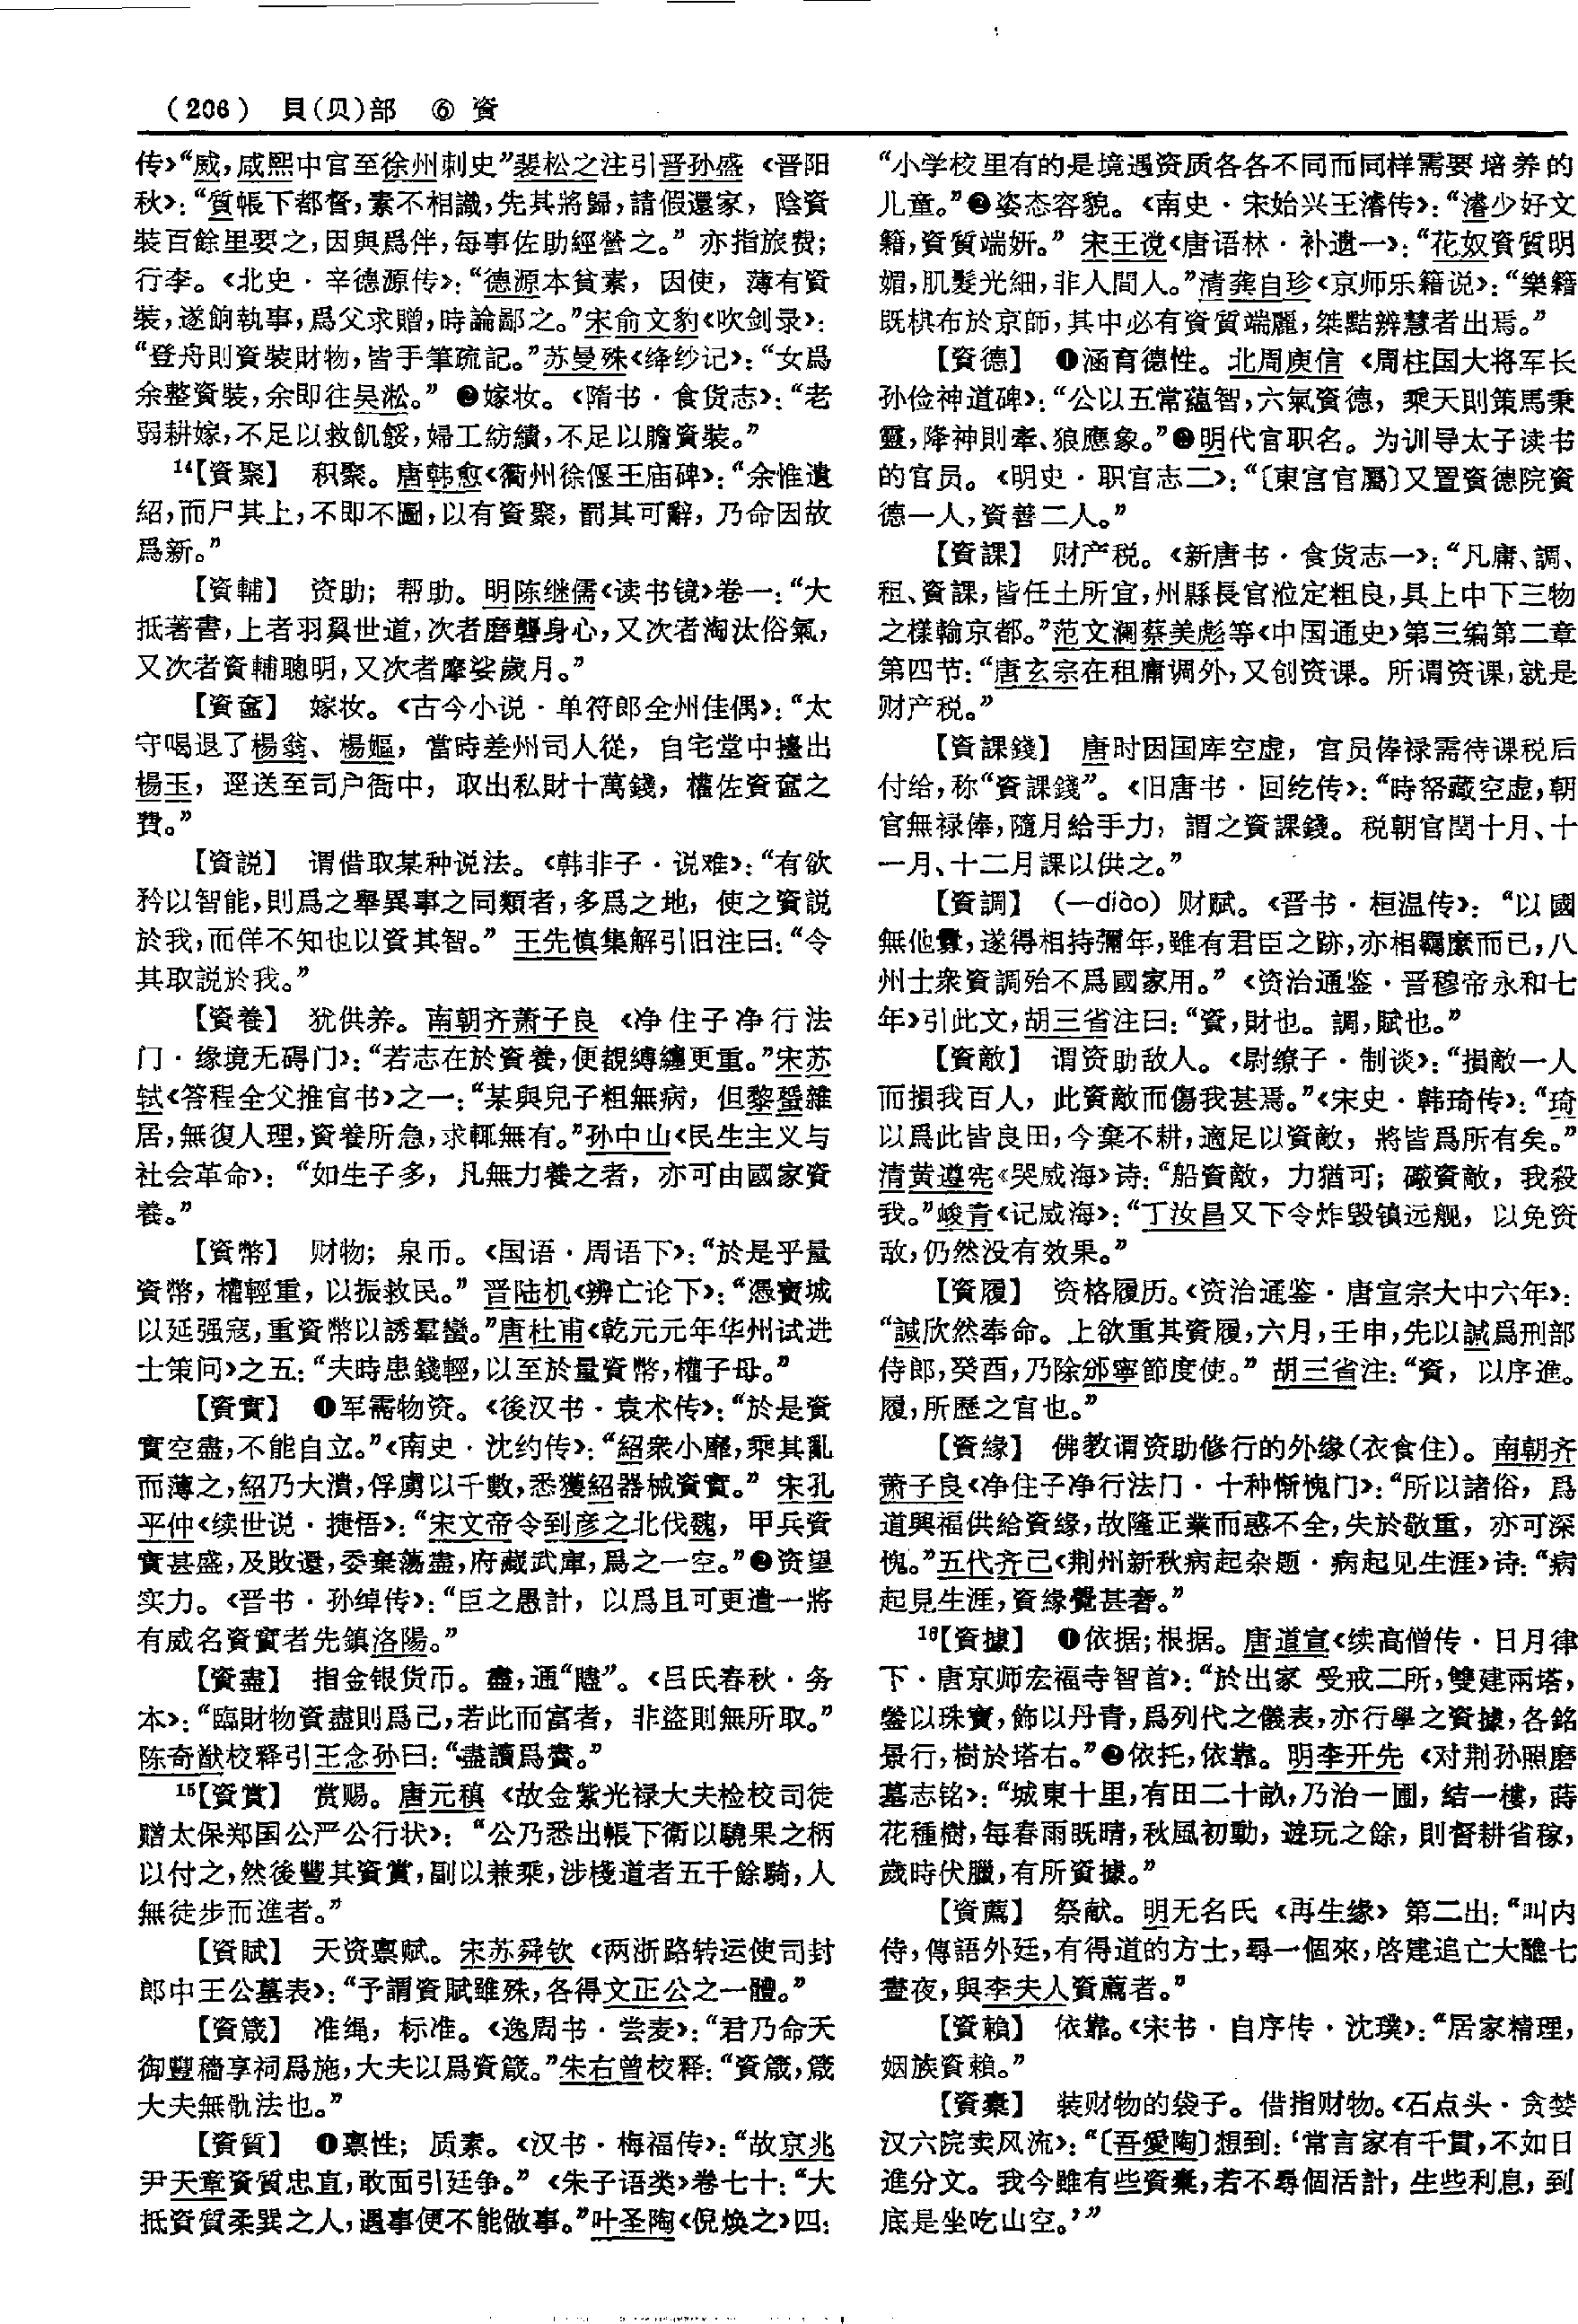 （206） 貝(贝)部 ⑥ 資
传》“威，咸熙中官至徐州刺史”裴松之注引晋孙盛《晋阳
秋》：“質帳下都督，素不相識，先其將歸，請假還家，陰資
裝百餘里要之，因與爲伴，每事佐助經營之。”亦指旅费；
行李。《北史·辛德源传》：“德源本貧素，因使，薄有資
裝，遂餉執事，爲父求贈，時論鄙之。”宋俞文豹《吹剑录》：
“登舟則資裝財物，皆手筆疏記。”苏曼殊《绛纱记》：“女爲
余整資裝，余即往吴淞。”❷嫁妆。《隋书·食货志》：“老
弱耕嫁，不足以救飢餒，婦工紡績，不足以贍資裝。”
14【資聚】 积聚。唐韩愈《衢州徐偃王庙碑》：“余惟遺
紹，而尸其上，不即不圖，以有資聚，罰其可辭，乃命因故
爲新。”
【資輔】 资助；帮助。明陈继儒《读书镜》卷一：“大
抵著書，上者羽翼世道，次者磨礱身心，又次者淘汰俗氣，
又次者資輔聰明，又次者摩娑歲月。”
【資奩】 嫁妆。《古今小说·单符郎全州佳偶》：“太
守喝退了楊翁、楊嫗，當時差州司人從，自宅堂中擡出
楊玉，逕送至司户衙中，取出私財十萬錢，權佐資奩之
費。”
【資説】 谓借取某种说法。《韩非子·说难》：“有欲
矜以智能，則爲之舉異事之同類者，多爲之地，使之資説
於我，而佯不知也以資其智。”王先慎集解引旧注曰：“令
其取説於我。”
【資養】 犹供养。南朝齐萧子良《净住子净行法
门·缘境无碍门》：“若志在於資養，便覩縛纏更重。”宋苏
轼《答程全父推官书》之一：“某與兒子粗無病，但黎蜑雜
居，無復人理，資養所急，求輒無有。”孙中山《民生主义与
社会革命》：“如生子多，凡無力養之者，亦可由國家資
養。”
【資幣】 财物；泉币。《国语·周语下》：“於是乎量
資幣，權輕重，以振救民。”晋陆机《辨亡论下》：“憑寶城
以延强寇，重資幣以誘羣蠻。”唐杜甫《乾元元年华州试进
士策问》之五：“夫時患錢輕，以至於量資幣，權子母。”
【資實】 ❶军需物资。《後汉书·袁术传》：“於是資
實空盡，不能自立。”《南史·沈约传》：“紹衆小靡，乘其亂
而薄之，紹乃大潰，俘虜以千數，悉獲紹器械資實。”宋孔
平仲《续世说·捷悟》：“宋文帝令到彦之北伐魏，甲兵資
實甚盛，及敗還，委棄蕩盡，府藏武庫，爲之一空。”❷资望
实力。《晋书·孙绰传》：“臣之愚計，以爲且可更遣一將
有威名資實者先鎮洛陽。”
【資盡】 指金银货币。盡，通“賮”。《吕氏春秋·务
本》：“臨財物資盡則爲己，若此而富者，非盜則無所取。”
陈奇猷校释引王念孙曰：“盡讀爲賮。”
15【資賞】 赏赐。唐元稹《故金紫光禄大夫检校司徒
赠太保郑国公严公行状》：“公乃悉出帳下衛以驍果之柄
以付之，然後豐其資賞，副以兼乘，涉棧道者五千餘騎，人
無徒步而進者。”
【資賦】 天资禀赋。宋苏舜钦《两浙路转运使司封
郎中王公墓表》：“予謂資賦雖殊，各得文正公之一體。”
【資箴】 准绳，标准。《逸周书·尝麦》：“君乃命天
御豐穡享祠爲施，大夫以爲資箴。”朱右曾校释：“資箴，箴
大夫無骩法也。”
【資質】 ❶禀性；质素。《汉书·梅福传》：“故京兆
尹王章資質忠直，敢面引廷争。”《朱子语类》卷七十：“大
抵資質柔巽之人，遇事便不能做事。”叶圣陶《倪焕之》四：
“小学校里有的是境遇资质各各不同而同样需要培养的
儿童。”❷姿态容貌。《南史·宋始兴王濬传》：“濬少好文
籍，資質端妍。”宋王谠《唐语林·补遗一》：“花奴資質明
媚，肌髮光細，非人間人。”清龚自珍《京师乐籍说》：“樂籍
既棋布於京師，其中必有資質端麗，桀黠辨慧者出焉。”
【資德】 ❶涵育德性。北周庾信《周柱国大将军长
孙俭神道碑》：“公以五常蕴智，六氣資德，乘天則策馬秉
靈，降神則牽、狼應象。”❷明代官职名。为训导太子读书
的官员。《明史·职官志二》：“〔東宫官屬〕又置資德院資
德一人，資善二人。”
【資課】 财产税。《新唐书·食货志一》：“凡庸、調、
租、資課，皆任土所宜，州縣長官涖定粗良，具上中下三物
之樣輸京都。”范文澜蔡美彪等《中国通史》第三编第二章
第四节：“唐玄宗在租庸调外，又创资课。所谓资课，就是
财产税。”
【資課錢】 唐时因国库空虚，官员俸禄需待课税后
付给，称“資課錢”。《旧唐书·回纥传》：“時帑藏空虚，朝
官無禄俸，隨月給手力，謂之資課錢。税朝官閏十月、十
一月、十二月課以供之。”
【資調】 （—diào）财赋。《晋书·桓温传》：“以國
無他釁，遂得相持彌年，雖有君臣之跡，亦相羈縻而已，八
州士衆資調殆不爲國家用。”《资治通鉴·晋穆帝永和七
年》引此文，胡三省注曰：“資，財也。調，賦也。”
【資敵】 谓资助敌人。《尉缭子·制谈》：“損敵一人
而損我百人，此資敵而傷我甚焉。”《宋史·韩琦传》：“琦
以爲此皆良田，今棄不耕，適足以資敵，將皆爲所有矣。”
清黄遵宪《哭威海》诗：“船資敵，力猶可；礮資敵，我殺
我。”峻青《记威海》：“丁汝昌又下令炸毁镇远舰，以免资
敌，仍然没有效果。”
【資履】 资格履历。《资治通鉴·唐宣宗大中六年》：
“諴欣然奉命。上欲重其資履，六月，壬申，先以諴爲刑部
侍郎，癸酉，乃除邠寧節度使。”胡三省注：“資，以序進。
履，所歷之官也。”
【資緣】 佛教谓资助修行的外缘(衣食住)。南朝齐
萧子良《净住子净行法门·十种惭愧门》：“所以諸俗，爲
道興福供給資緣，故隆正業而惑不全，失於敬重，亦可深
愧。”五代齐己《荆州新秋病起杂题·病起见生涯》诗：“病
起見生涯，資緣覺甚奢。”
16【資據】 ❶依据；根据。唐道宣《续高僧传·日月律
下·唐京师宏福寺智首》：“於出家 受戒二所，雙建兩塔，
鎣以珠寶，飾以丹青，爲列代之儀表，亦行學之資據，各銘
景行，樹於塔右。”❷依托，依靠。明李开先《对荆孙照磨
墓志铭》：“城東十里，有田二十畝，乃治一圃，結一樓，蒔
花種樹，每春雨既晴，秋風初動，遊玩之餘，則督耕省稼，
歲時伏臘，有所資據。”
【資薦】 祭献。明无名氏《再生缘》第二出：“叫内
侍，傳語外廷，有得道的方士，尋一個來，啓建追亡大醮七
晝夜，與李夫人資薦者。”
【資賴】 依靠。《宋书·自序传·沈璞》：“居家精理，
姻族資賴。”
【資橐】 装财物的袋子。借指财物。《石点头·贪婪
汉六院卖风流》：“〔吾愛陶〕想到：‘常言家有千貫，不如日
進分文。我今雖有些資橐，若不尋個活計，生些利息，到
底是坐吃山空。’”